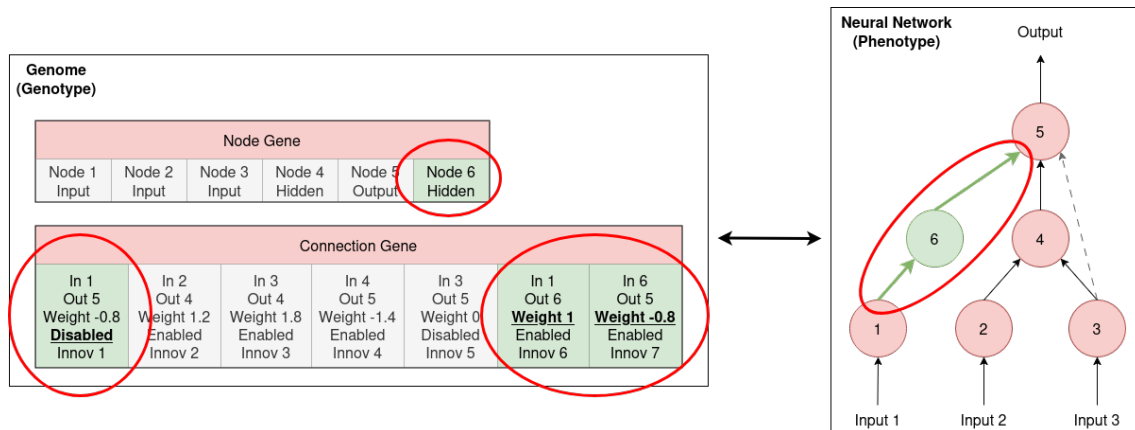 Genome
(Genotype)
Node Gene
Node 1
Input
Node 2
Input
Node 3
Input
Node 4
Hidden
Node 5
Output
Node 6
Hidden
Connection Gene
In 1
Out 5
Weight -0.8
Disabled
Innov 1
In 2
Out 4
Weight 1.2
Enabled
Innov 2
In 3
Out 4
Weight 1.8
Enabled
Innov 3
In 4
Out 5
Weight -1.4
Enabled
Innov 4
In 3
Out 5
Weight 0
Disabled
Innov 5
In 1
Out 6
Weight 1
Enabled
Innov 6
In 6
Out 5
Weight -0.8
Enabled
Innov 7
Neural Network
(Phenotype)
Output
5
6
4
1
2
3
Input 1
Input 2
Input 3